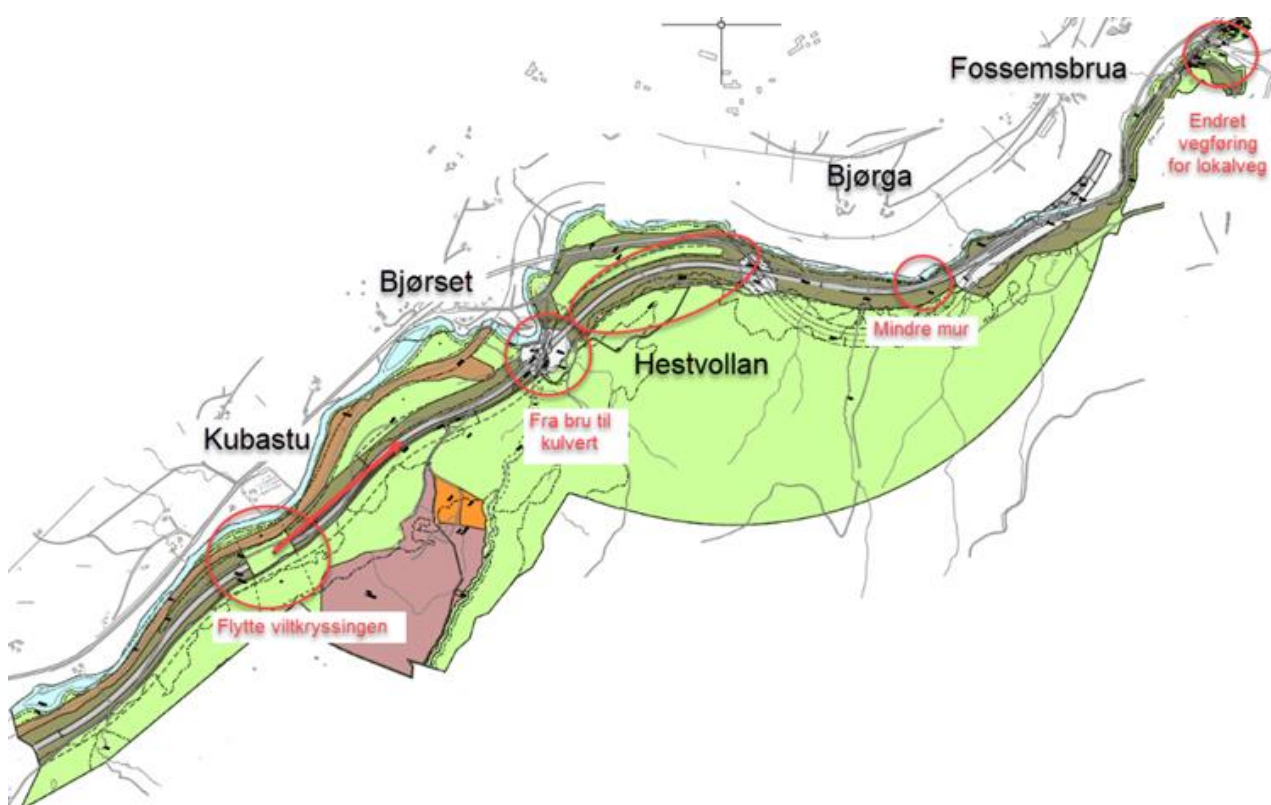 Fossemsbrua
Endret
vegføring
for lokalveg
Bjørga
Bjørset
Mindre mur
Hestvollan
Fra bru til
kulvert
Kubastu
Flytte viltkryssingen